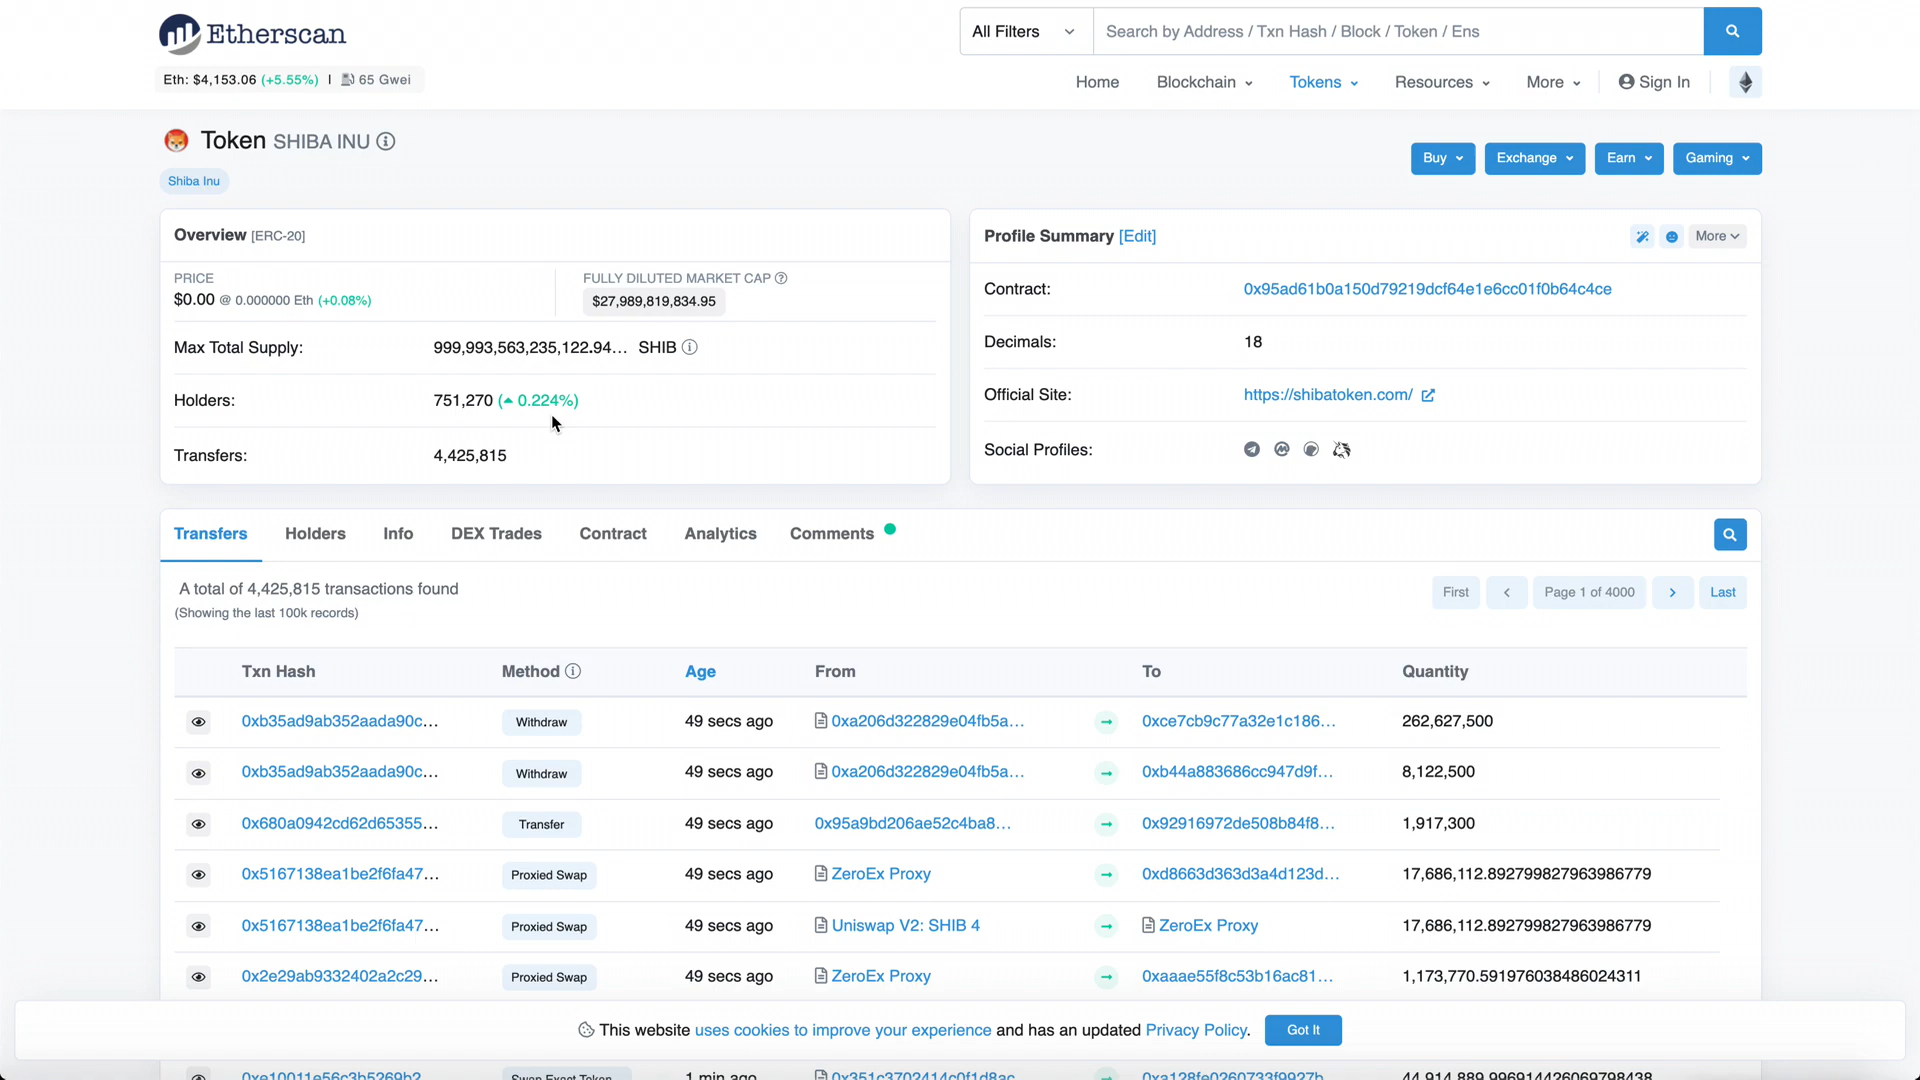 Etherscan
All Filters
Search by Address / Txn Hash / Block / Token / Ens
Eth: $4,153.06 (+5.55%) | 65 Gwei
Home Blockchain Tokens Resources More Sign In
Token SHIBA INU
Shiba Inu
Buy Exchange Earn Gaming
Overview [ERC-20]
PRICE
$0.00 @ 0.000000 Eth (+0.08%)
FULLY DILUTED MARKET CAP
$27,989,819,834.95
Max Total Supply: 999,993,563,235,122.94... SHIB
Holders: 751,270 (0.224%)
Transfers: 4,425,815
Profile Summary [Edit]
More
Contract: 0x95ad61b0a150d79219dcf64e1e6cc01f0b64c4ce
Decimals: 18
Official Site: https://shibatoken.com/
Social Profiles:
Transfers Holders Info DEX Trades Contract Analytics Comments
A total of 4,425,815 transactions found
(Showing the last 100k records)
First Page 1 of 4000 Last
Txn Hash Method Age From To Quantity
0xb35ad9ab352aada90c... Withdraw 49 secs ago 0xa206d322829e04fb5a... 0xce7cb9c77a32e1c186... 262,627,500
0xb35ad9ab352aada90c... Withdraw 49 secs ago 0xa206d322829e04fb5a... 0xb44a883686cc947d9f... 8,122,500
0x680a0942cd62d65355... Transfer 49 secs ago 0x95a9bd206ae52c4ba8... 0x92916972de508b84f8... 1,917,300
0x5167138ea1be2f6fa47... Proxied Swap 49 secs ago ZeroEx Proxy 0xd8663d363d3a4d123d... 17,686,112.892799827963986779
0x5167138ea1be2f6fa47... Proxied Swap 49 secs ago Uniswap V2: SHIB 4 ZeroEx Proxy 17,686,112.892799827963986779
0x2e29ab9332402a2c29... Proxied Swap 49 secs ago ZeroEx Proxy 0xaaae55f8c53b16ac81... 1,173,770.591976038486024311
This website uses cookies to improve your experience and has an updated Privacy Policy. Got It
Swap Exact Token 1 min ago